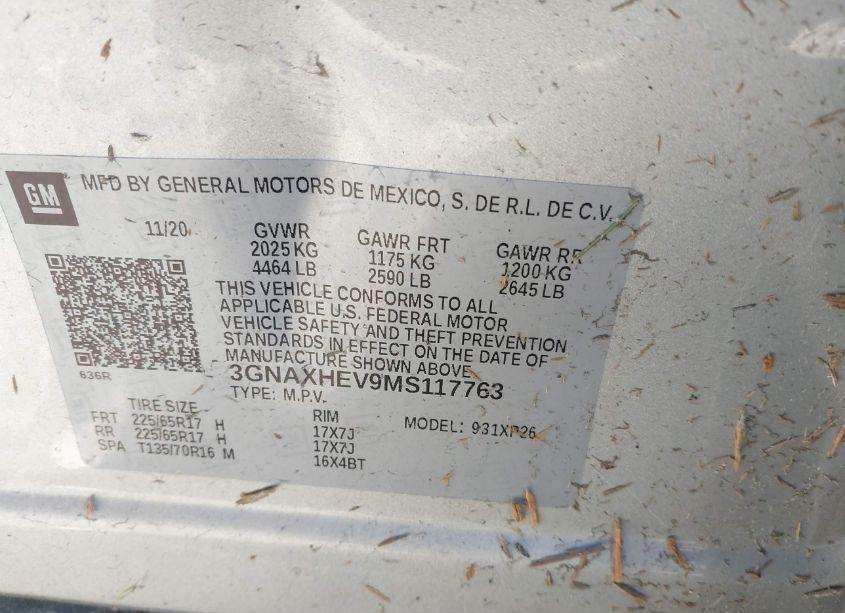 GM
MFD BY GENERAL MOTORS DE MEXICO, S. DE R.L. DE C.V.
11/20 GVWR GAWR FRT GAWR RR
2025 KG 1175 KG 1200 KG
4464 LB 2590 LB 2645 LB
THIS VEHICLE CONFORMS TO ALL
APPLICABLE U.S. FEDERAL MOTOR
VEHICLE SAFETY AND THEFT PREVENTION
STANDARDS IN EFFECT ON THE DATE OF
MANUFACTURE SHOWN ABOVE.
636R
3GNAXHEV9MS117763
TYPE: M.P.V.
TIRE SIZE RIM MODEL: 931XP26
FRT 225/65R17 H 17X7J
RR 225/65R17 H 17X7J
SPA T135/70R16 M 16X4BT